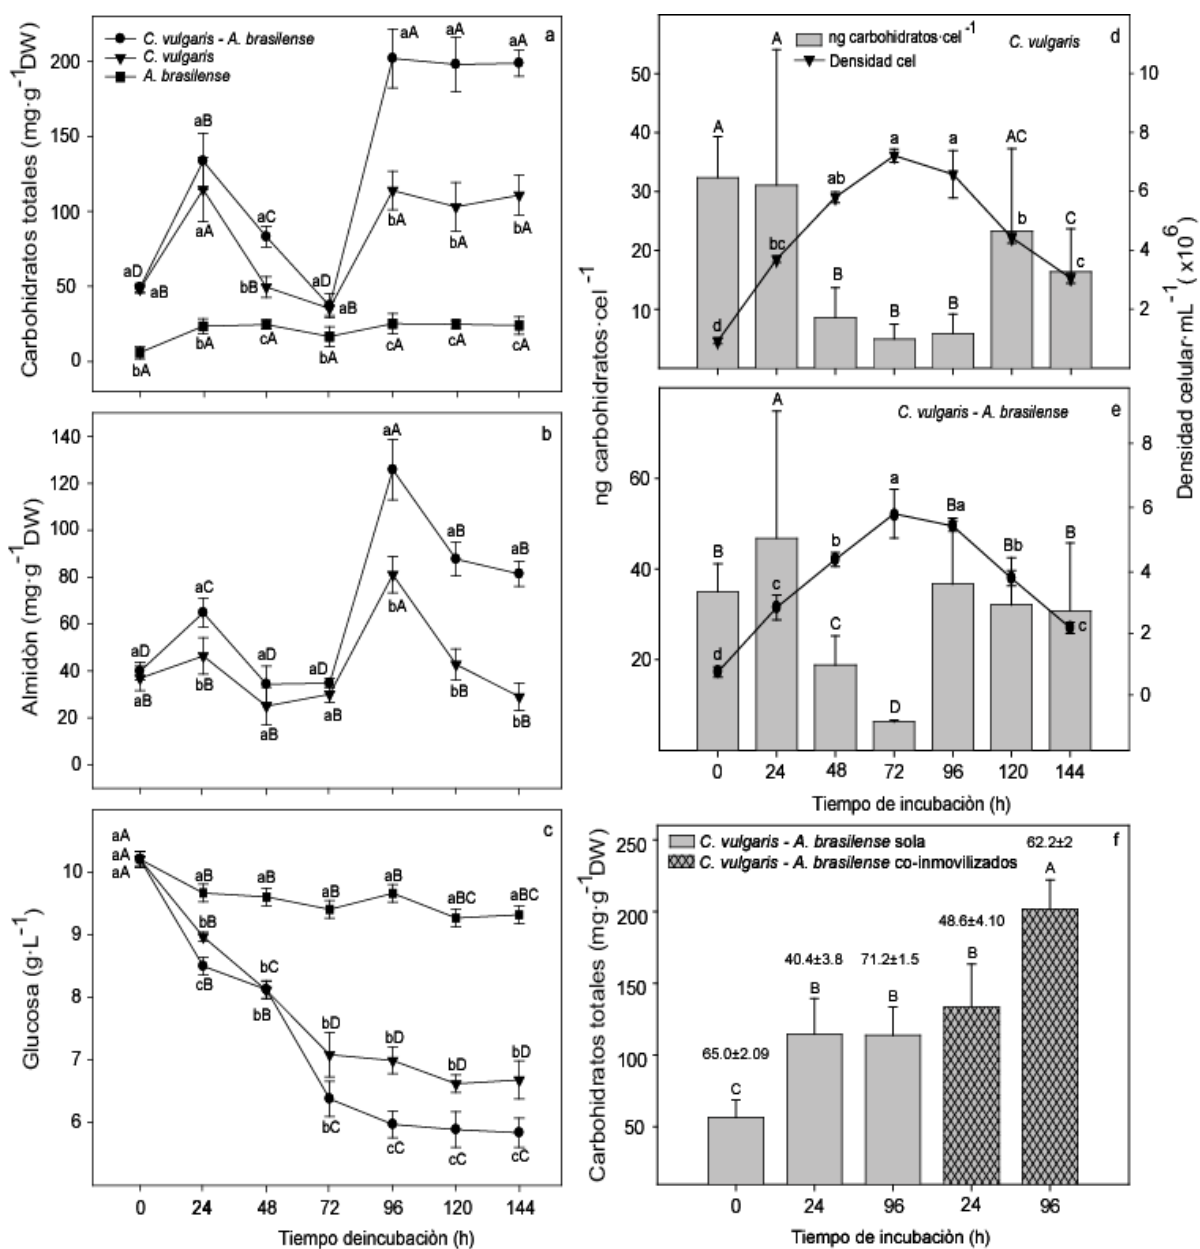 a
C. vulgaris - A. brasilense
C. vulgaris
A. brasilense
Carbohidratos totales (mg·g⁻¹DW)
200
150
100
50
0
aD
aB
bA
aB
aA
bA
aC
bB
cA
aD
aB
bA
aA
bA
cA
aA
bA
cA
aA
bA
cA
b
Almidòn (mg·g⁻¹DW)
140
120
100
80
60
40
20
0
aD
aB
aC
bB
aD
aB
aD
aB
aA
bA
aB
bB
aB
bB
c
Glucosa (g·L⁻¹)
10
9
8
7
6
aA
aA
aA
aB
bB
cB
aB
bC
bB
aB
bD
bC
aB
bD
cC
aBC
bD
cC
aBC
bD
cC
0 24 48 72 96 120 144
Tiempo deincubaciòn (h)
d
ng carbohidratos·cel⁻¹
Densidad cel
C. vulgaris
50
40
30
20
10
10
8
6
4
2
A
d
A
bc
ab
B
a
B
a
B
AC
b
C
c
ng carbohidratos·cel⁻¹
Densidad celular·mL⁻¹( x10⁶)
e
C. vulgaris - A. brasilense
60
40
20
8
6
4
2
0
B
d
A
c
b
C
a
D
Ba
Bb
B
c
0 24 48 72 96 120 144
Tiempo de incubaciòn (h)
f
C. vulgaris - A. brasilense sola
C. vulgaris - A. brasilense co-inmovilizados
Carbohidratos totales (mg·g⁻¹DW)
250
200
150
100
50
65.0±2.09
C
40.4±3.8
B
71.2±1.5
B
48.6±4.10
B
62.2±2
A
0 24 96 24 96
Tiempo de incubaciòn (h)